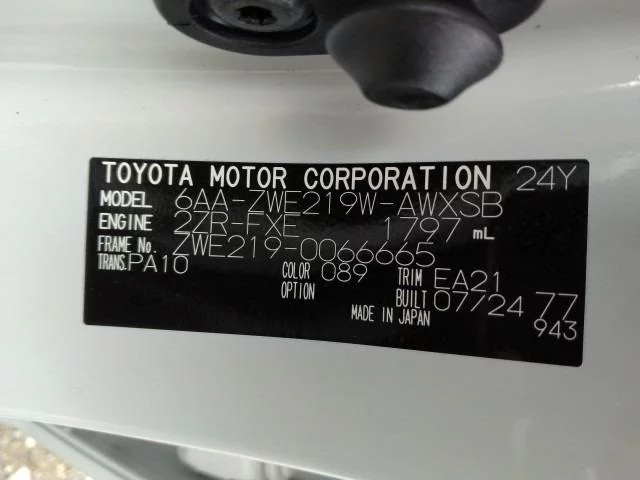 TOYOTA MOTOR CORPORATION 24Y
MODEL 6AA-ZWE219W-AWXSB
ENGINE 2ZR-FXE 1797 mL
FRAME No. ZWE219-0066665
TRANS. PA10 COLOR 089 TRIM EA21
OPTION BUILT 07/24 77
MADE IN JAPAN 943